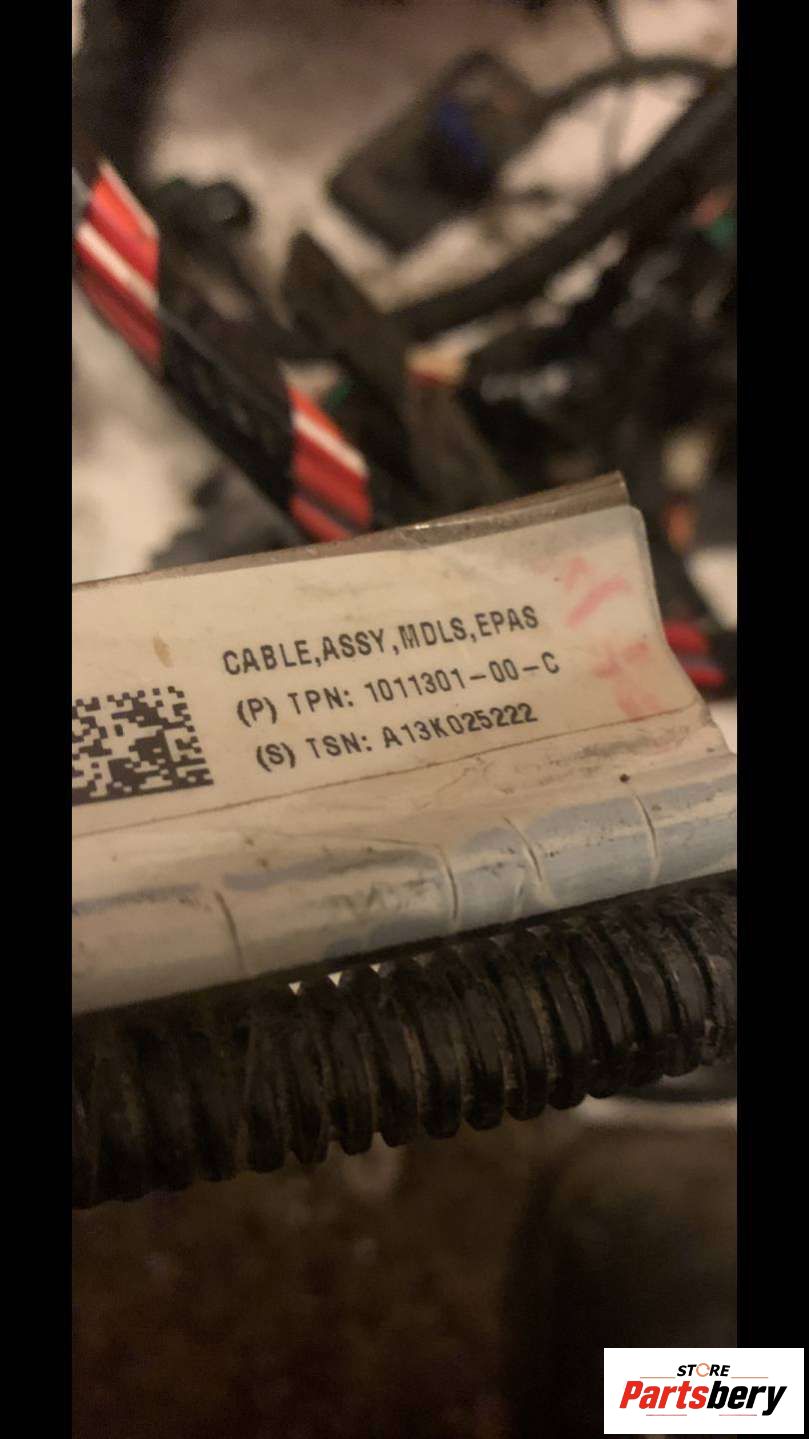 CABLE,ASSY,MDLS,EPAS
(P) TPN: 1011301-00-C
(S) TSN: A13K025222
STORE
Partsbery